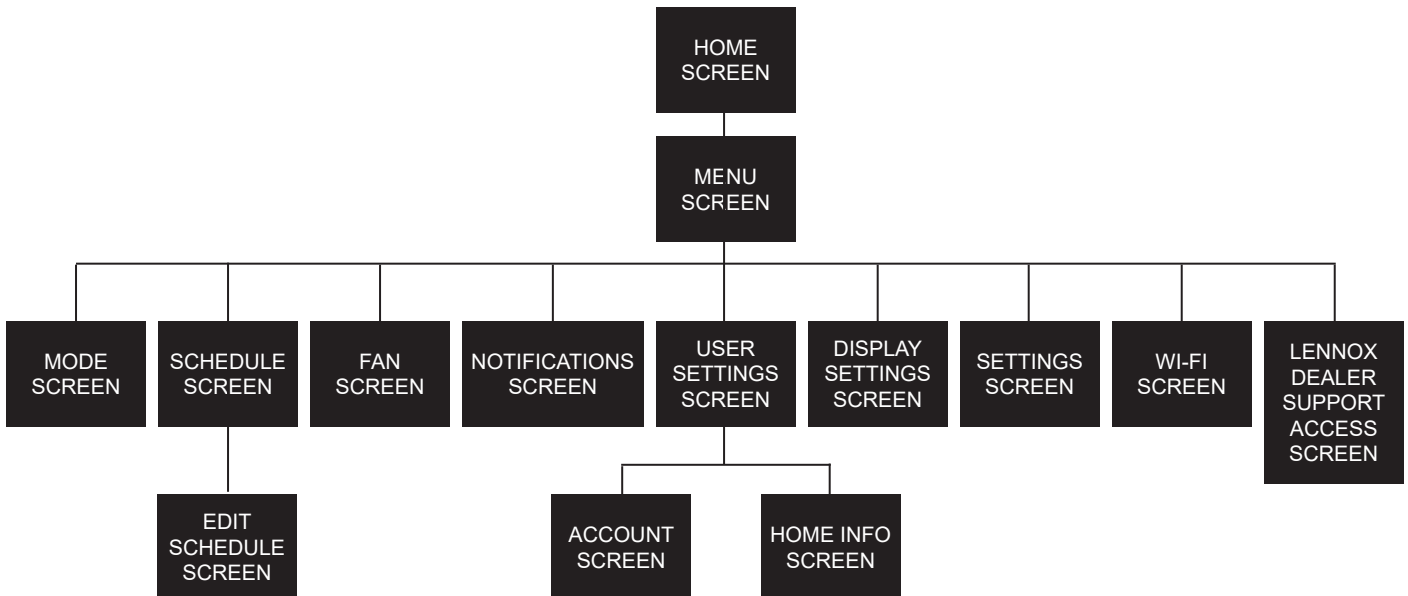 HOME
SCREEN
MENU
SCREEN
MODE
SCREEN
SCHEDULE
SCREEN
FAN
SCREEN
NOTIFICATIONS
SCREEN
USER
SETTINGS
SCREEN
DISPLAY
SETTINGS
SCREEN
SETTINGS
SCREEN
WI-FI
SCREEN
LENNOX
DEALER
SUPPORT
ACCESS
SCREEN
EDIT
SCHEDULE
SCREEN
ACCOUNT
SCREEN
HOME INFO
SCREEN